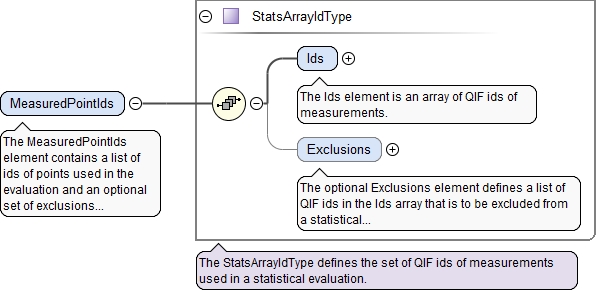 StatsArrayIdType
Ids
The Ids element is an array of QIF ids of
measurements.
MeasuredPointIds
The MeasuredPointIds
element contains a list of
ids of points used in the
evaluation and an optional
set of exclusions...
Exclusions
The optional Exclusions element defines a list of
QIF ids in the Ids array that is to be excluded from
a statistical...
The StatsArrayIdType defines the set of QIF ids of measurements
used in a statistical evaluation.